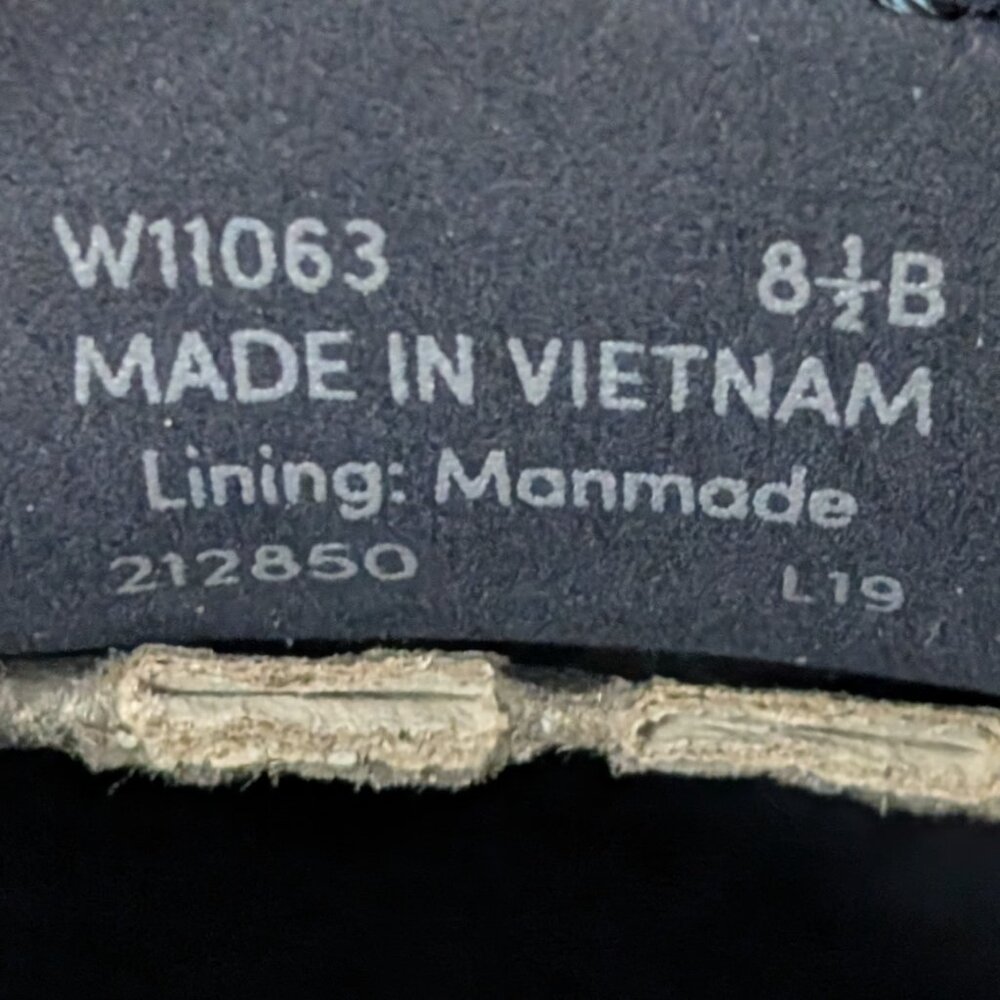 W11063 8½B
MADE IN VIETNAM
Lining: Manmade
212850 L19